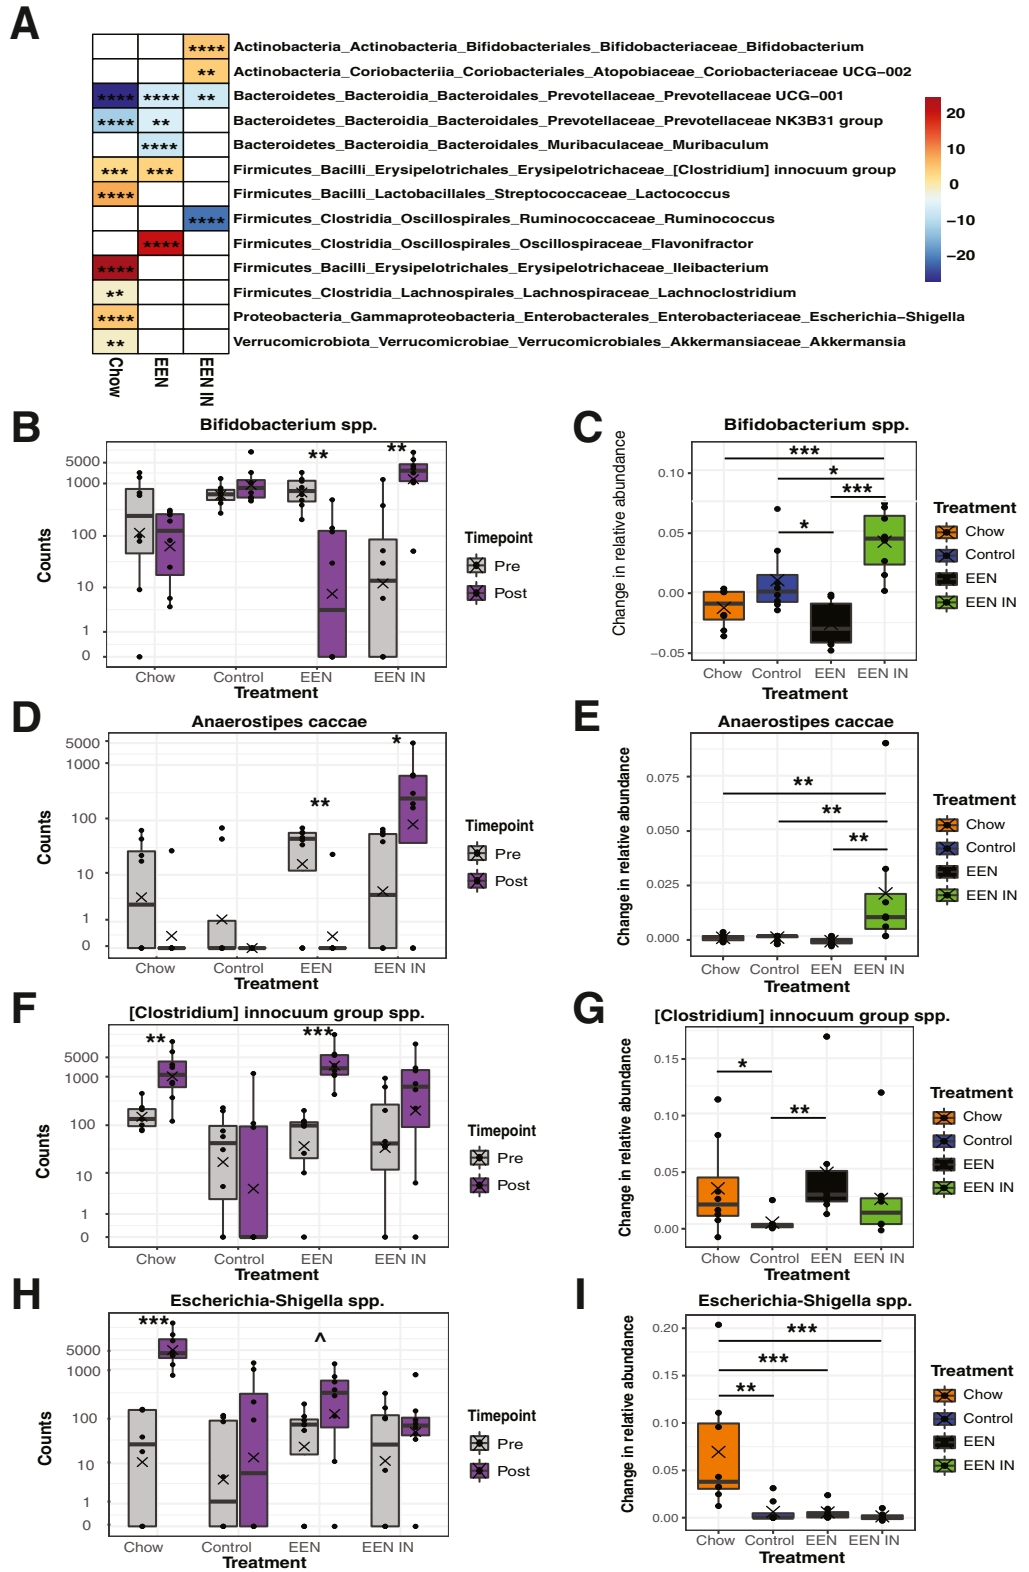 A
**** Actinobacteria_Actinobacteria_Bifidobacteriales_Bifidobacteriaceae_Bifidobacterium
** Actinobacteria_Coriobacteriia_Coriobacteriales_Atopobiaceae_Coriobacteriaceae UCG−002
**** **** ** Bacteroidetes_Bacteroidia_Bacteroidales_Prevotellaceae_Prevotellaceae UCG−001
**** ** Bacteroidetes_Bacteroidia_Bacteroidales_Prevotellaceae_Prevotellaceae NK3B31 group
**** Bacteroidetes_Bacteroidia_Bacteroidales_Muribaculaceae_Muribaculum
*** *** Firmicutes_Bacilli_Erysipelotrichales_Erysipelotrichaceae_[Clostridium] innocuum group
**** Firmicutes_Bacilli_Lactobacillales_Streptococcaceae_Lactococcus
**** Firmicutes_Clostridia_Oscillospirales_Ruminococcaceae_Ruminococcus
**** Firmicutes_Clostridia_Oscillospirales_Oscillospiraceae_Flavonifractor
**** Firmicutes_Bacilli_Erysipelotrichales_Erysipelotrichaceae_Ileibacterium
** Firmicutes_Clostridia_Lachnospirales_Lachnospiraceae_Lachnoclostridium
**** Proteobacteria_Gammaproteobacteria_Enterobacterales_Enterobacteriaceae_Escherichia−Shigella
** Verrucomicrobiota_Verrucomicrobiae_Verrucomicrobiales_Akkermansiaceae_Akkermansia
Chow EEN EEN IN
20
10
0
−10
−20
B
Bifidobacterium spp.
Counts
5000
1000
100
10
1
0
** **
Chow Control EEN EEN IN
Treatment
Timepoint
Pre
Post
C
Bifidobacterium spp.
Change in relative abundance
0.10
0.05
0.00
−0.05
***
*
***
*
Chow Control EEN EEN IN
Treatment
Treatment
Chow
Control
EEN
EEN IN
D
Anaerostipes caccae
Counts
5000
1000
100
10
1
0
** *
Chow Control EEN EEN IN
Treatment
Timepoint
Pre
Post
E
Anaerostipes caccae
Change in relative abundance
0.075
0.050
0.025
0.000
**
**
**
Chow Control EEN EEN IN
Treatment
Treatment
Chow
Control
EEN
EEN IN
F
[Clostridium] innocuum group spp.
Counts
5000
1000
100
10
1
0
** ***
Chow Control EEN EEN IN
Treatment
Timepoint
Pre
Post
G
[Clostridium] innocuum group spp.
Change in relative abundance
0.15
0.10
0.05
0.00
*
**
Chow Control EEN EEN IN
Treatment
Treatment
Chow
Control
EEN
EEN IN
H
Escherichia-Shigella spp.
Counts
5000
1000
100
10
1
0
*** ^
Chow Control EEN EEN IN
Treatment
Timepoint
Pre
Post
I
Escherichia-Shigella spp.
Change in relative abundance
0.20
0.15
0.10
0.05
0.00
***
***
**
Chow Control EEN EEN IN
Treatment
Treatment
Chow
Control
EEN
EEN IN